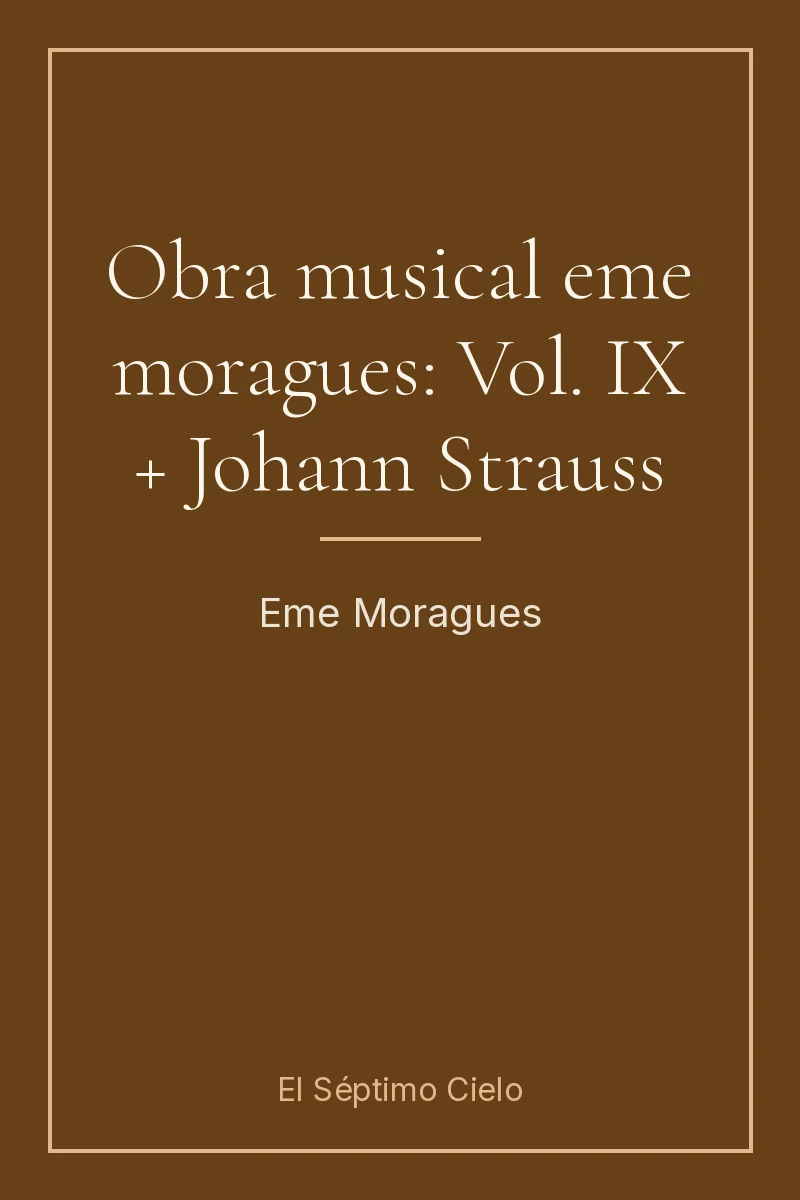 Obra musical eme
moragues: Vol. IX
+ Johann Strauss
Eme Moragues
El Séptimo Cielo